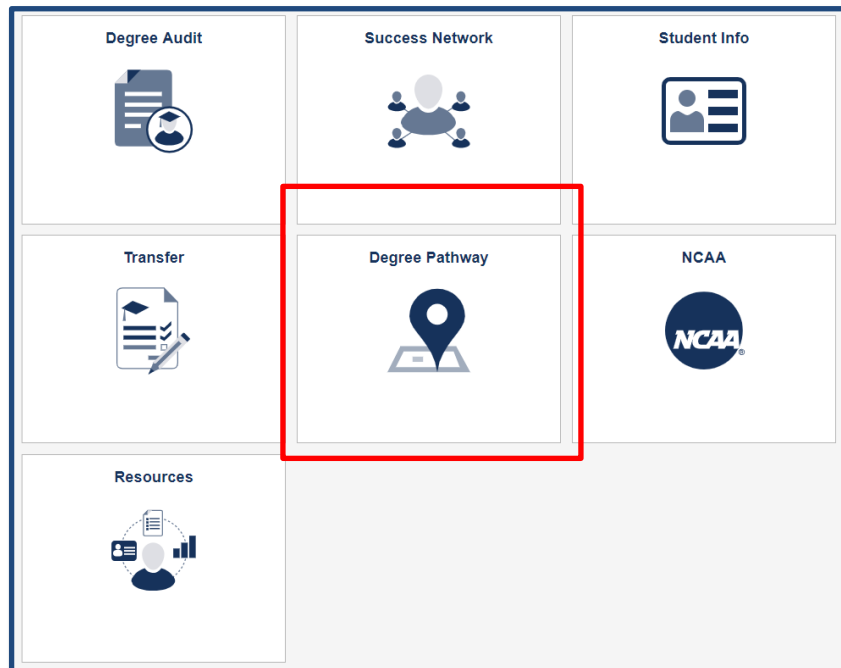 Degree Audit
Success Network
Student Info
Transfer
Degree Pathway
NCAA
NCAA
®
Resources